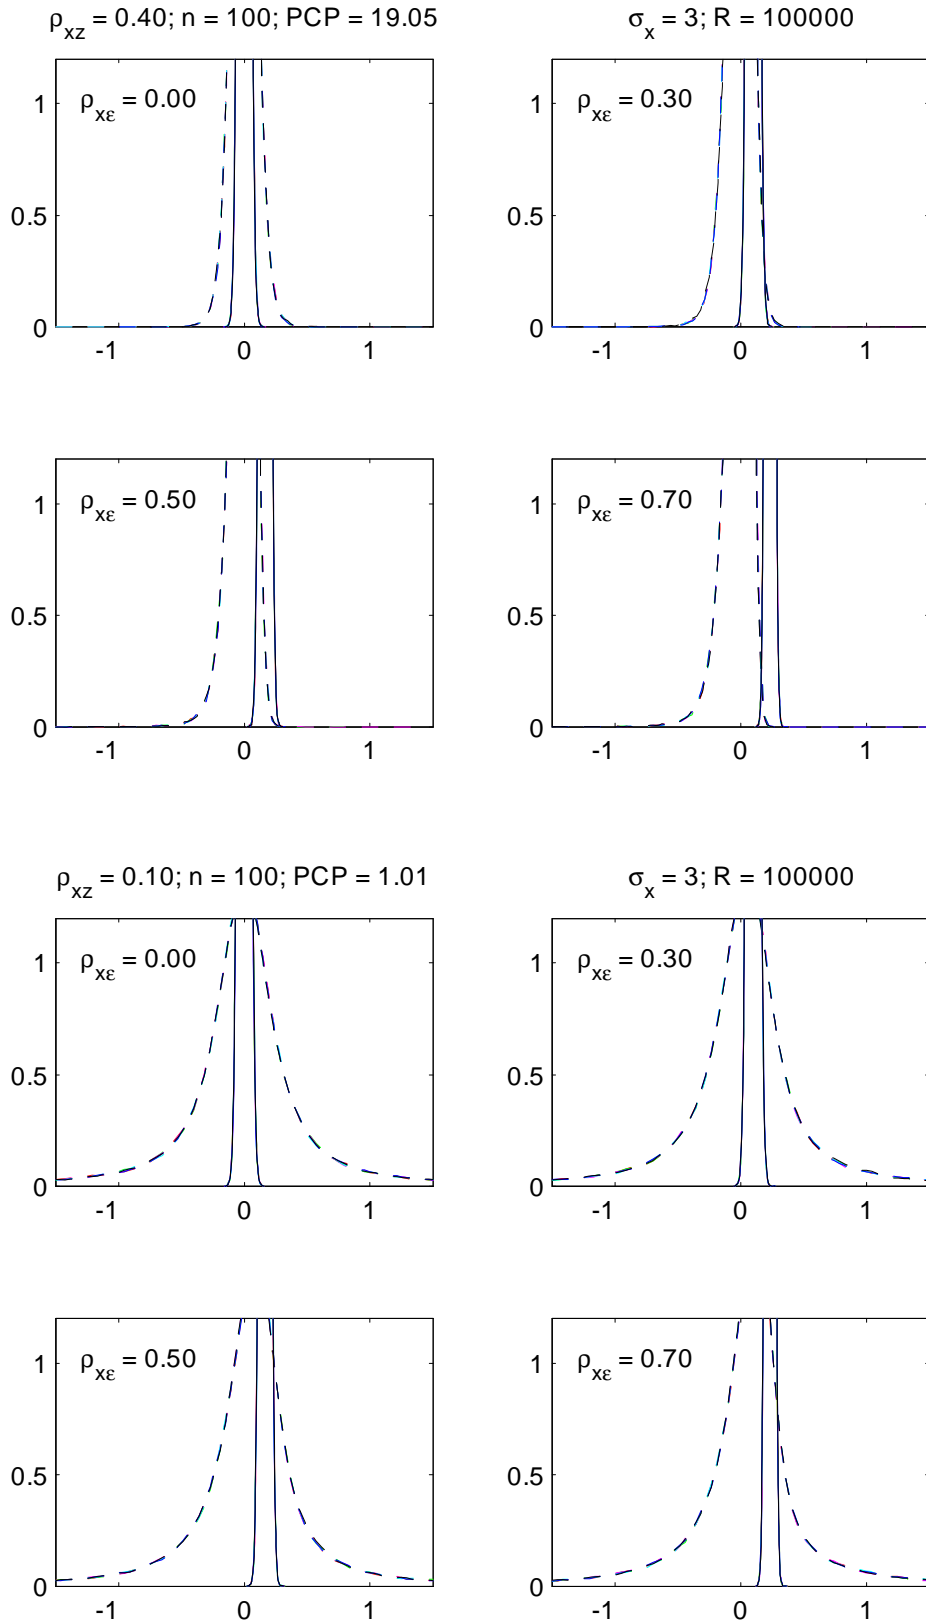 ρxz = 0.40; n = 100; PCP = 19.05
σx = 3; R = 100000
1
ρxε = 0.00
0.5
0
-1 0 1
1
ρxε = 0.30
0.5
0
-1 0 1
1
ρxε = 0.50
0.5
0
-1 0 1
1
ρxε = 0.70
0.5
0
-1 0 1
ρxz = 0.10; n = 100; PCP = 1.01
σx = 3; R = 100000
1
ρxε = 0.00
0.5
0
-1 0 1
1
ρxε = 0.30
0.5
0
-1 0 1
1
ρxε = 0.50
0.5
0
-1 0 1
1
ρxε = 0.70
0.5
0
-1 0 1